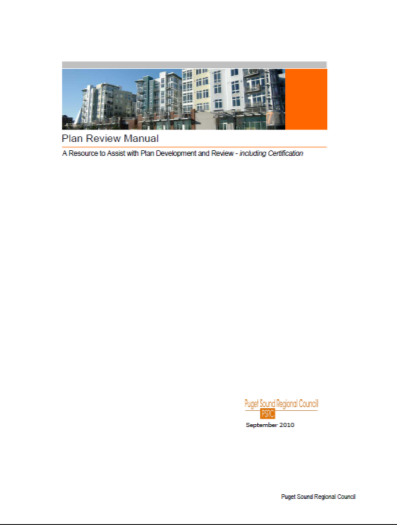 Plan Review Manual
A Resource to Assist with Plan Development and Review - including Certification
Puget Sound Regional Council
PSRC
September 2010
Puget Sound Regional Council